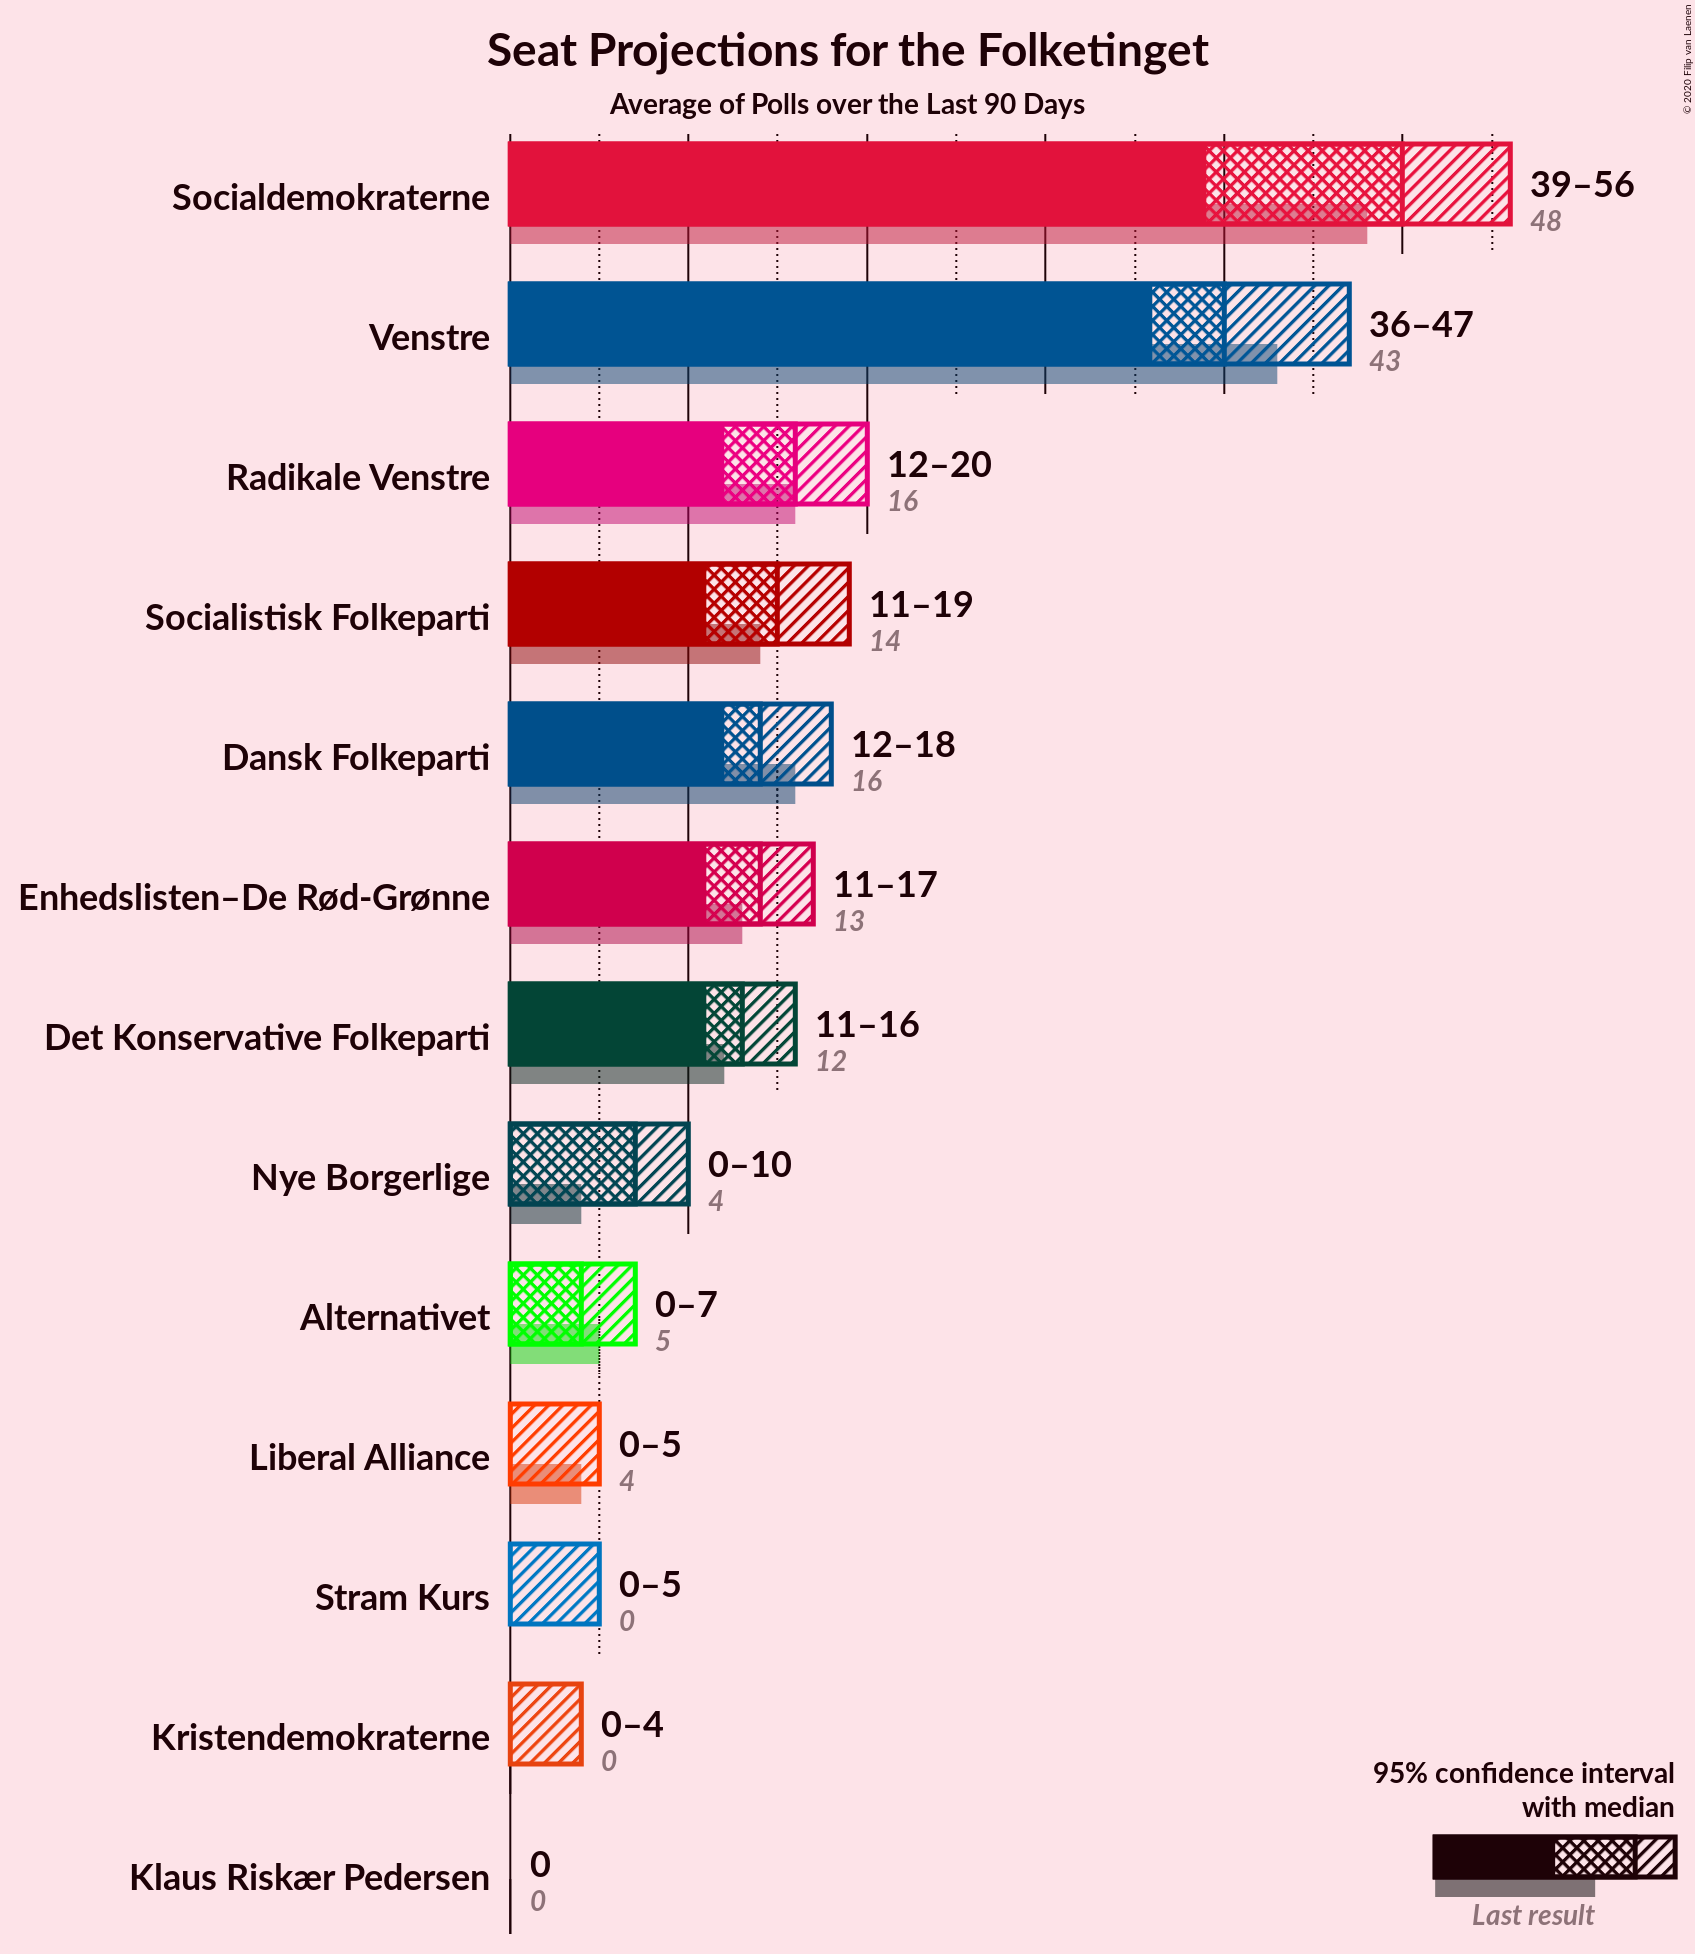 Seat Projections for the Folketinget
Average of Polls over the Last 90 Days
© 2020 Filip van Laenen
Socialdemokraterne
39–56
48
Venstre
36–47
43
Radikale Venstre
12–20
16
Socialistisk Folkeparti
11–19
14
Dansk Folkeparti
12–18
16
Enhedslisten–De Rød-Grønne
11–17
13
Det Konservative Folkeparti
11–16
12
Nye Borgerlige
0–10
4
Alternativet
0–7
5
Liberal Alliance
0–5
4
Stram Kurs
0–5
0
Kristendemokraterne
0–4
0
Klaus Riskær Pedersen
0
0
95% confidence interval
with median
Last result